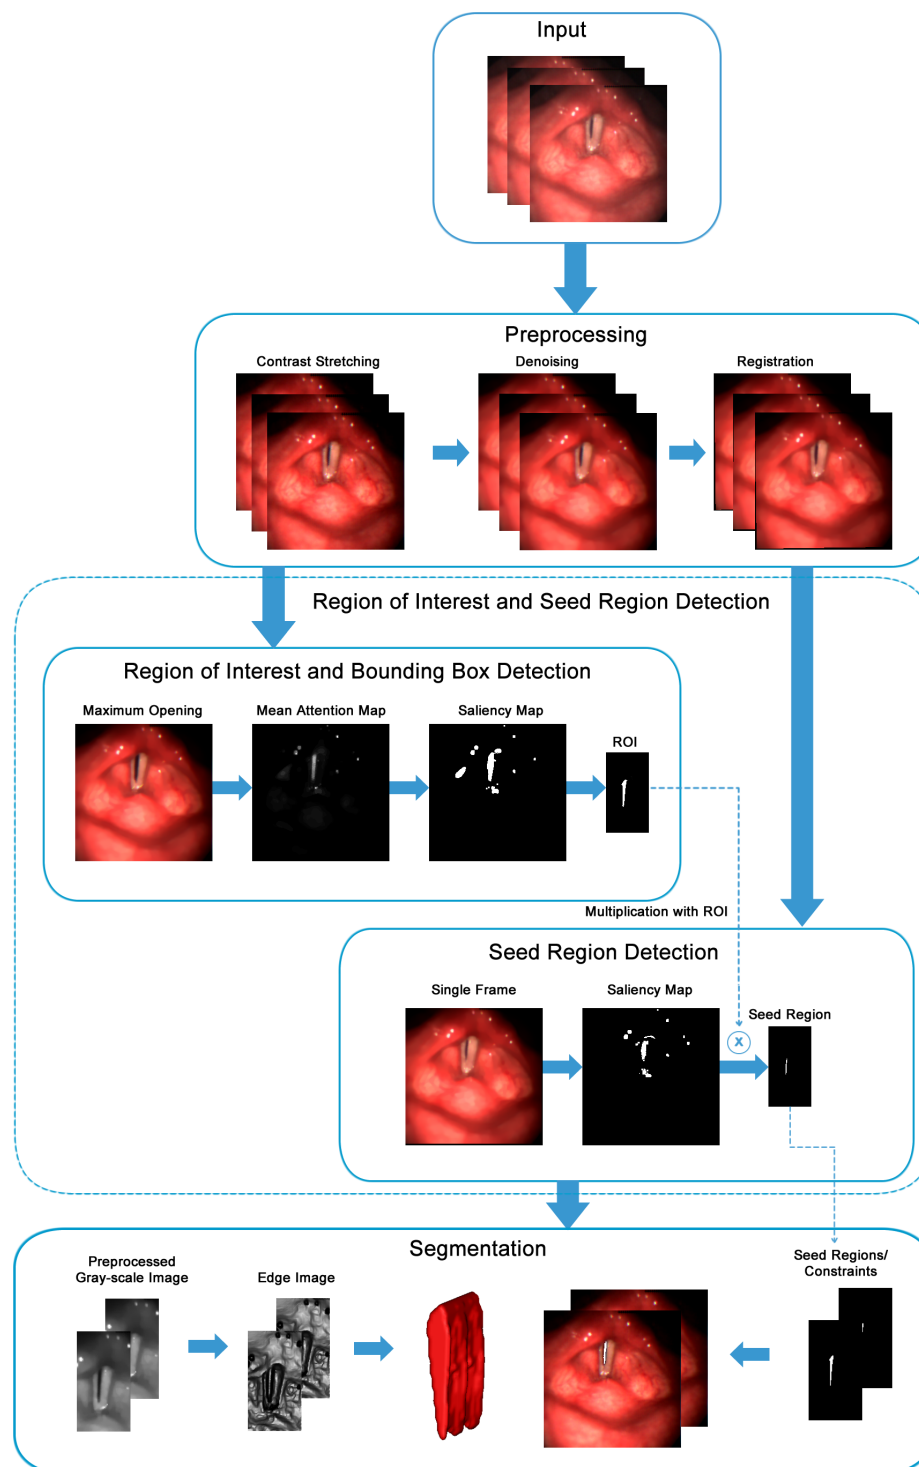 Input
Preprocessing
Contrast Stretching
Denoising
Registration
Region of Interest and Seed Region Detection
Region of Interest and Bounding Box Detection
Maximum Opening
Mean Attention Map
Saliency Map
ROI
Multiplication with ROI
Seed Region Detection
Single Frame
Saliency Map
Seed Region
X
Segmentation
Preprocessed
Gray-scale Image
Edge Image
Seed Regions/
Constraints